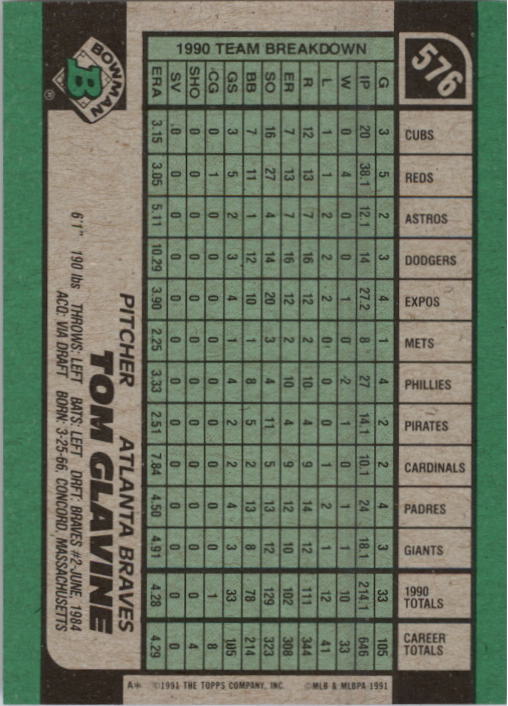 576
CUBS REDS ASTROS DODGERS EXPOS METS PHILLIES PIRATES CARDINALS PADRES GIANTS 1990 TOTALS CAREER TOTALS
1990 TEAM BREAKDOWN
G 3 5 2 3 4 1 4 2 2 4 3 33 105
IP 20 38.1 12.1 14 27.2 8 27 14.1 10.1 24 18.1 214.1 646
W 0 4 0 0 1 0 2 1 0 1 1 10 33
L 1 1 2 2 2 0 0 0 1 2 1 12 41
R 12 13 7 16 12 2 10 4 9 14 12 111 344
ER 7 13 7 16 12 2 10 4 9 12 10 102 308
SO 16 27 4 14 20 3 4 11 5 13 12 129 323
BB 7 11 1 12 10 1 8 5 2 13 8 78 214
GS 3 5 2 3 4 1 4 2 2 4 3 33 105
CG 0 1 0 0 0 0 0 0 0 0 0 1 8
SHO 0 0 0 0 0 0 0 0 0 0 0 0 4
SV 0 0 0 0 0 0 0 0 0 0 0 0 0
ERA 3.15 3.05 5.11 10.29 3.90 2.25 3.33 2.51 7.84 4.50 4.91 4.28 4.29
BOWMAN
B
®
PITCHER ATLANTA BRAVES
TOM GLAVINE
6'1" 190 lbs THROWS: LEFT BATS: LEFT DRFT: BRAVES #2-JUNE, 1984
ACQ: VIA DRAFT BORN: 3-25-66, CONCORD, MASSACHUSETTS
A* ©1991 THE TOPPS COMPANY, INC. ©MLB & MLBPA 1991